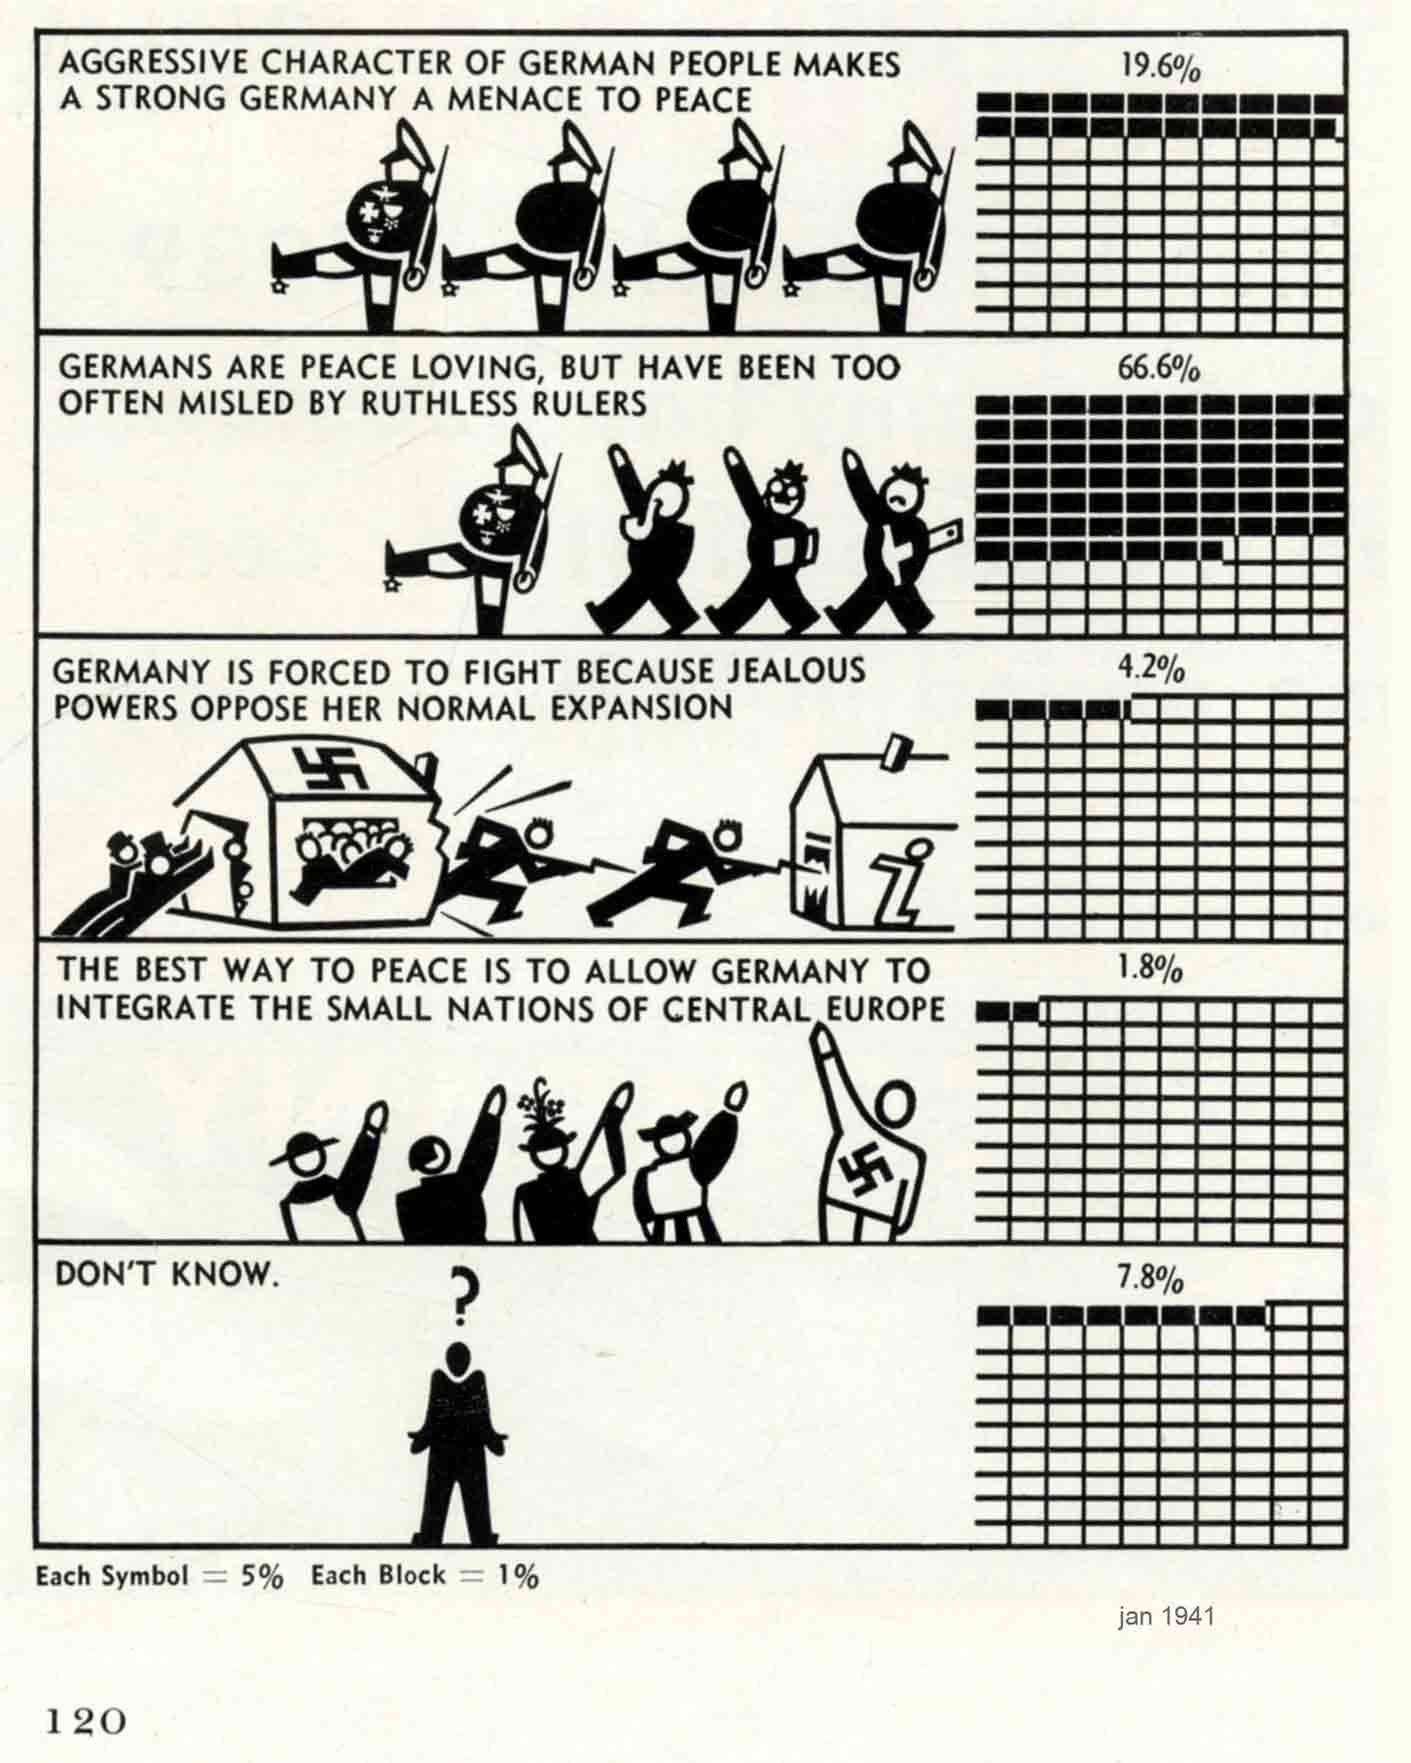 AGGRESSIVE CHARACTER OF GERMAN PEOPLE MAKES
A STRONG GERMANY A MENACE TO PEACE
19.6%
GERMANS ARE PEACE LOVING, BUT HAVE BEEN TOO
OFTEN MISLED BY RUTHLESS RULERS
66.6%
GERMANY IS FORCED TO FIGHT BECAUSE JEALOUS
POWERS OPPOSE HER NORMAL EXPANSION
4.2%
THE BEST WAY TO PEACE IS TO ALLOW GERMANY TO
INTEGRATE THE SMALL NATIONS OF CENTRAL EUROPE
1.8%
DON'T KNOW.
?
7.8%
Each Symbol = 5% Each Block = 1%
jan 1941
120